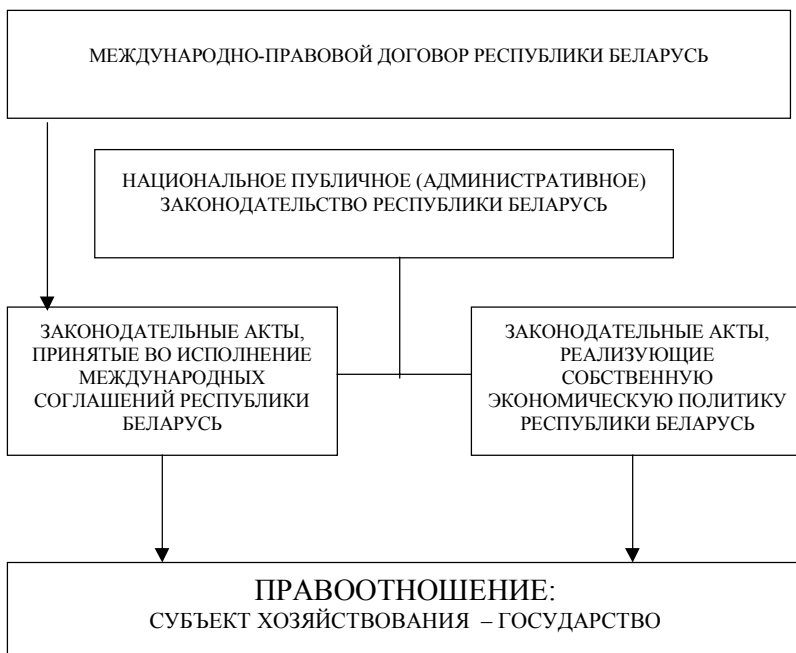 МЕЖДУНАРОДНО-ПРАВОВОЙ ДОГОВОР РЕСПУБЛИКИ БЕЛАРУСЬ
НАЦИОНАЛЬНОЕ ПУБЛИЧНОЕ (АДМИНИСТРАТИВНОЕ)
ЗАКОНОДАТЕЛЬСТВО РЕСПУБЛИКИ БЕЛАРУСЬ
ЗАКОНОДАТЕЛЬНЫЕ АКТЫ,
ПРИНЯТЫЕ ВО ИСПОЛНЕНИЕ
МЕЖДУНАРОДНЫХ
СОГЛАШЕНИЙ РЕСПУБЛИКИ
БЕЛАРУСЬ
ЗАКОНОДАТЕЛЬНЫЕ АКТЫ,
РЕАЛИЗУЮЩИЕ
СОБСТВЕННУЮ
ЭКОНОМИЧЕСКУЮ ПОЛИТИКУ
РЕСПУБЛИКИ БЕЛАРУСЬ
ПРАВООТНОШЕНИЕ:
СУБЪЕКТ ХОЗЯЙСТВОВАНИЯ – ГОСУДАРСТВО